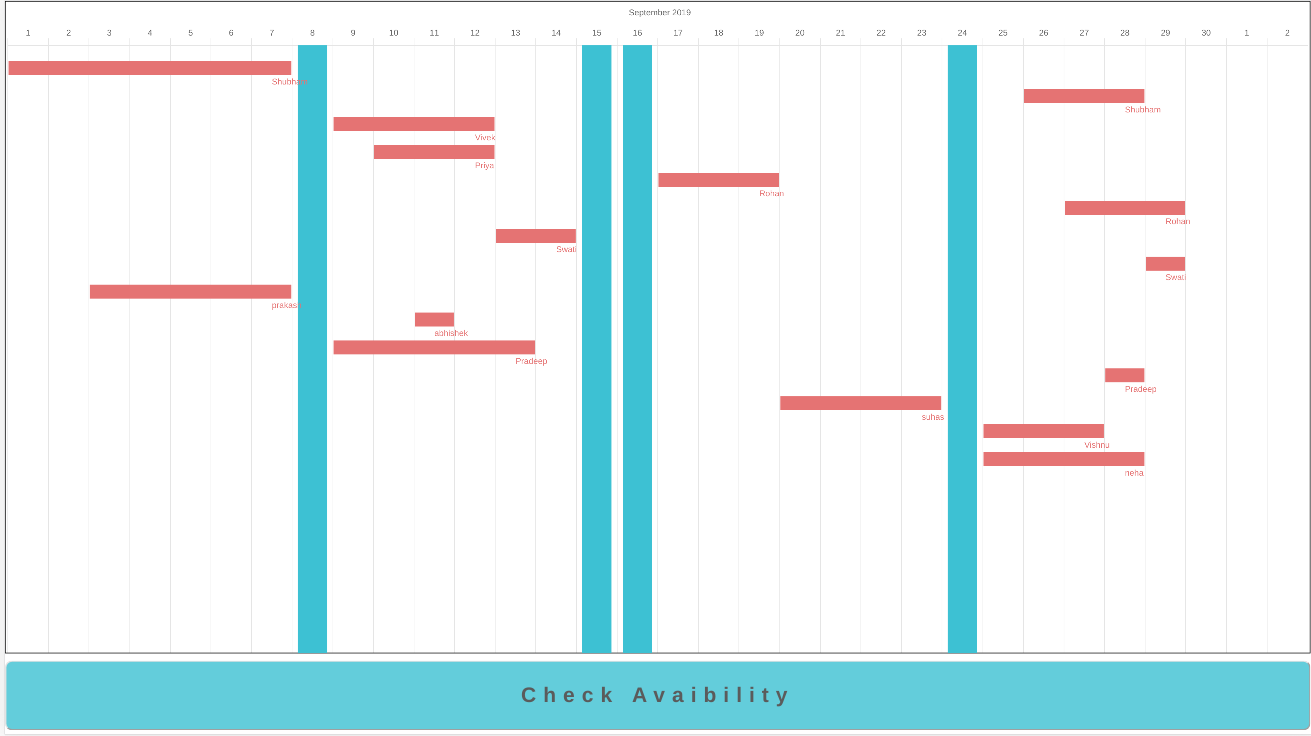 September 2019
1 2 3 4 5 6 7 8 9 10 11 12 13 14 15 16 17 18 19 20 21 22 23 24 25 26 27 28 29 30 1 2
Shubham
Shubham
Vivek
Priya
Rohan
Rohan
Swati
Swati
prakash
abhishek
Pradeep
Pradeep
suhas
Vishnu
neha
Check Avaibility